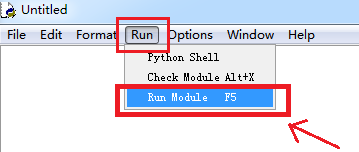 Untitled
File Edit Format Run Options Window Help
Python Shell
Check Module Alt+X
Run Module F5